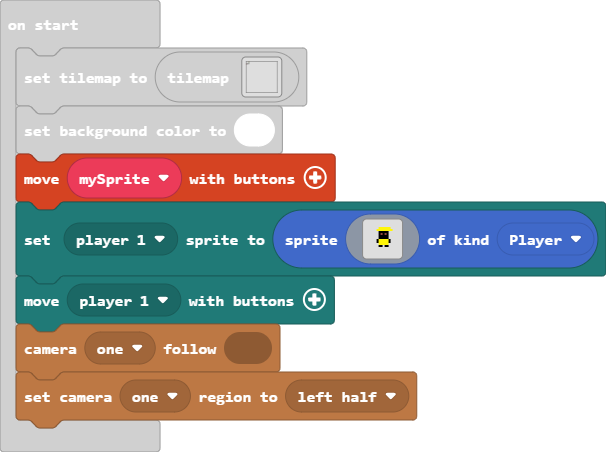 on start
set tilemap to tilemap
set background color to
move mySprite with buttons
set player 1 sprite to sprite of kind Player
move player 1 with buttons
camera one follow
set camera one region to left half